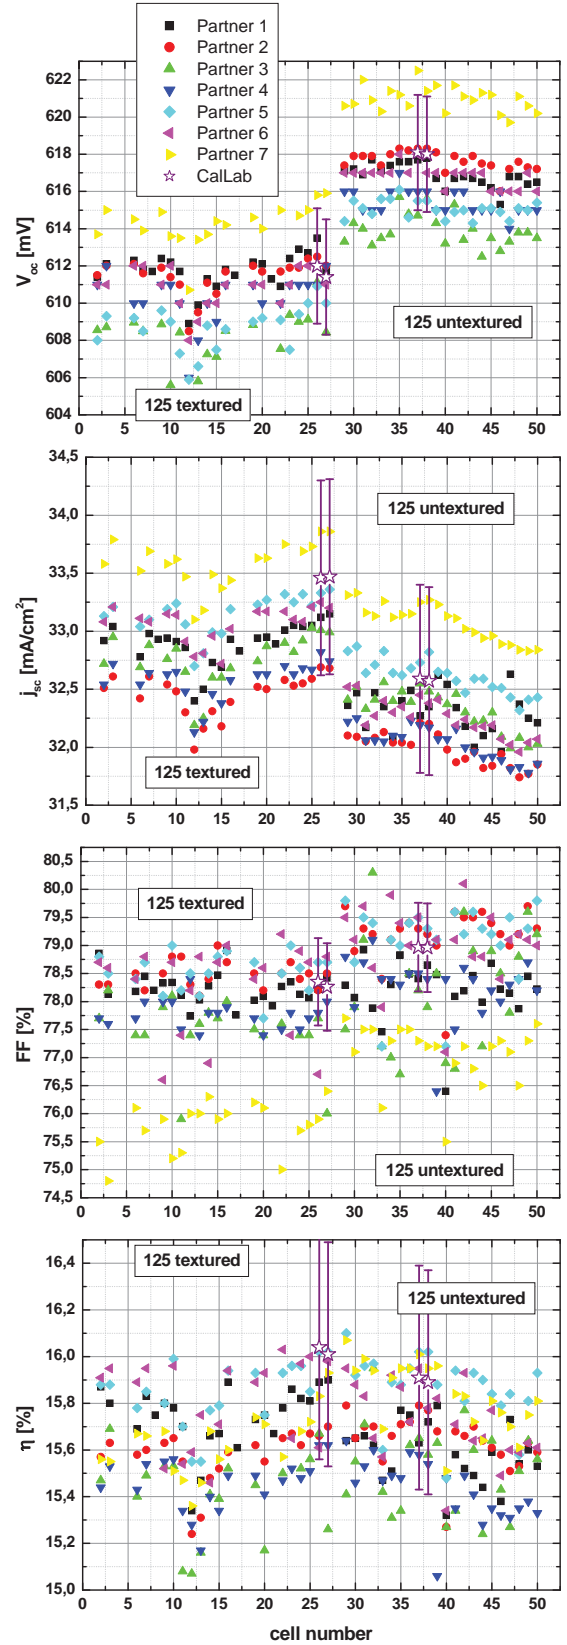 Partner 1
Partner 2
Partner 3
Partner 4
Partner 5
Partner 6
Partner 7
CalLab
622
620
618
616
614
612
610
608
606
604
V oc [mV]
125 untextured
125 textured
0 5 10 15 20 25 30 35 40 45 50
34,5
34,0
33,5
33,0
32,5
32,0
31,5
j sc [mA/cm²]
125 untextured
125 textured
0 5 10 15 20 25 30 35 40 45 50
80,5
80,0
79,5
79,0
78,5
78,0
77,5
77,0
76,5
76,0
75,5
75,0
74,5
FF [%]
125 textured
125 untextured
0 5 10 15 20 25 30 35 40 45 50
16,4
16,2
16,0
15,8
15,6
15,4
15,2
15,0
η [%]
125 textured
125 untextured
0 5 10 15 20 25 30 35 40 45 50
cell number